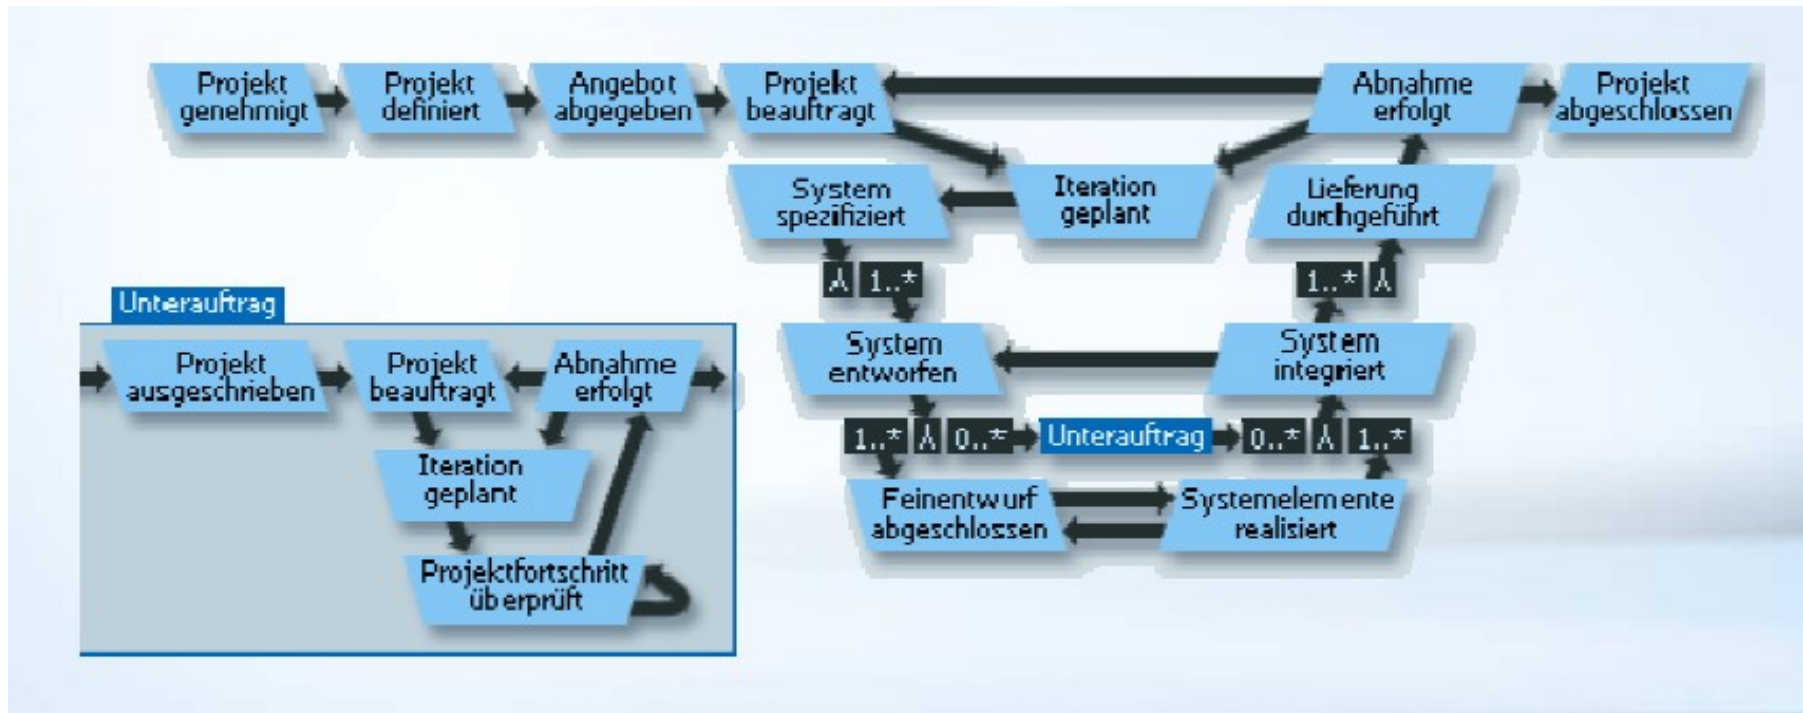 Projekt
genehmigt
Projekt
definiert
Angebot
abgegeben
Projekt
beauftragt
Abnahme
erfolgt
Projekt
abgeschlossen
System
spezifiziert
Iteration
geplant
Lieferung
durchgeführt
1..*
1..*
Unterauftrag
Projekt
ausgeschrieben
Projekt
beauftragt
Abnahme
erfolgt
Iteration
geplant
Projektfortschritt
überprüft
System
entworfen
System
integriert
1..* 0..* Unterauftrag 0..* 1..*
Feinentwurf
abgeschlossen
Systemelemente
realisiert